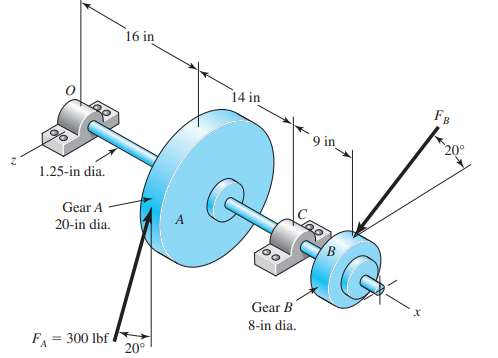 16 in
O
14 in
F_B
9 in
20°
z
1.25-in dia.
C
Gear A
20-in dia.
A
B
Gear B
8-in dia.
x
F_A = 300 lbf
20°